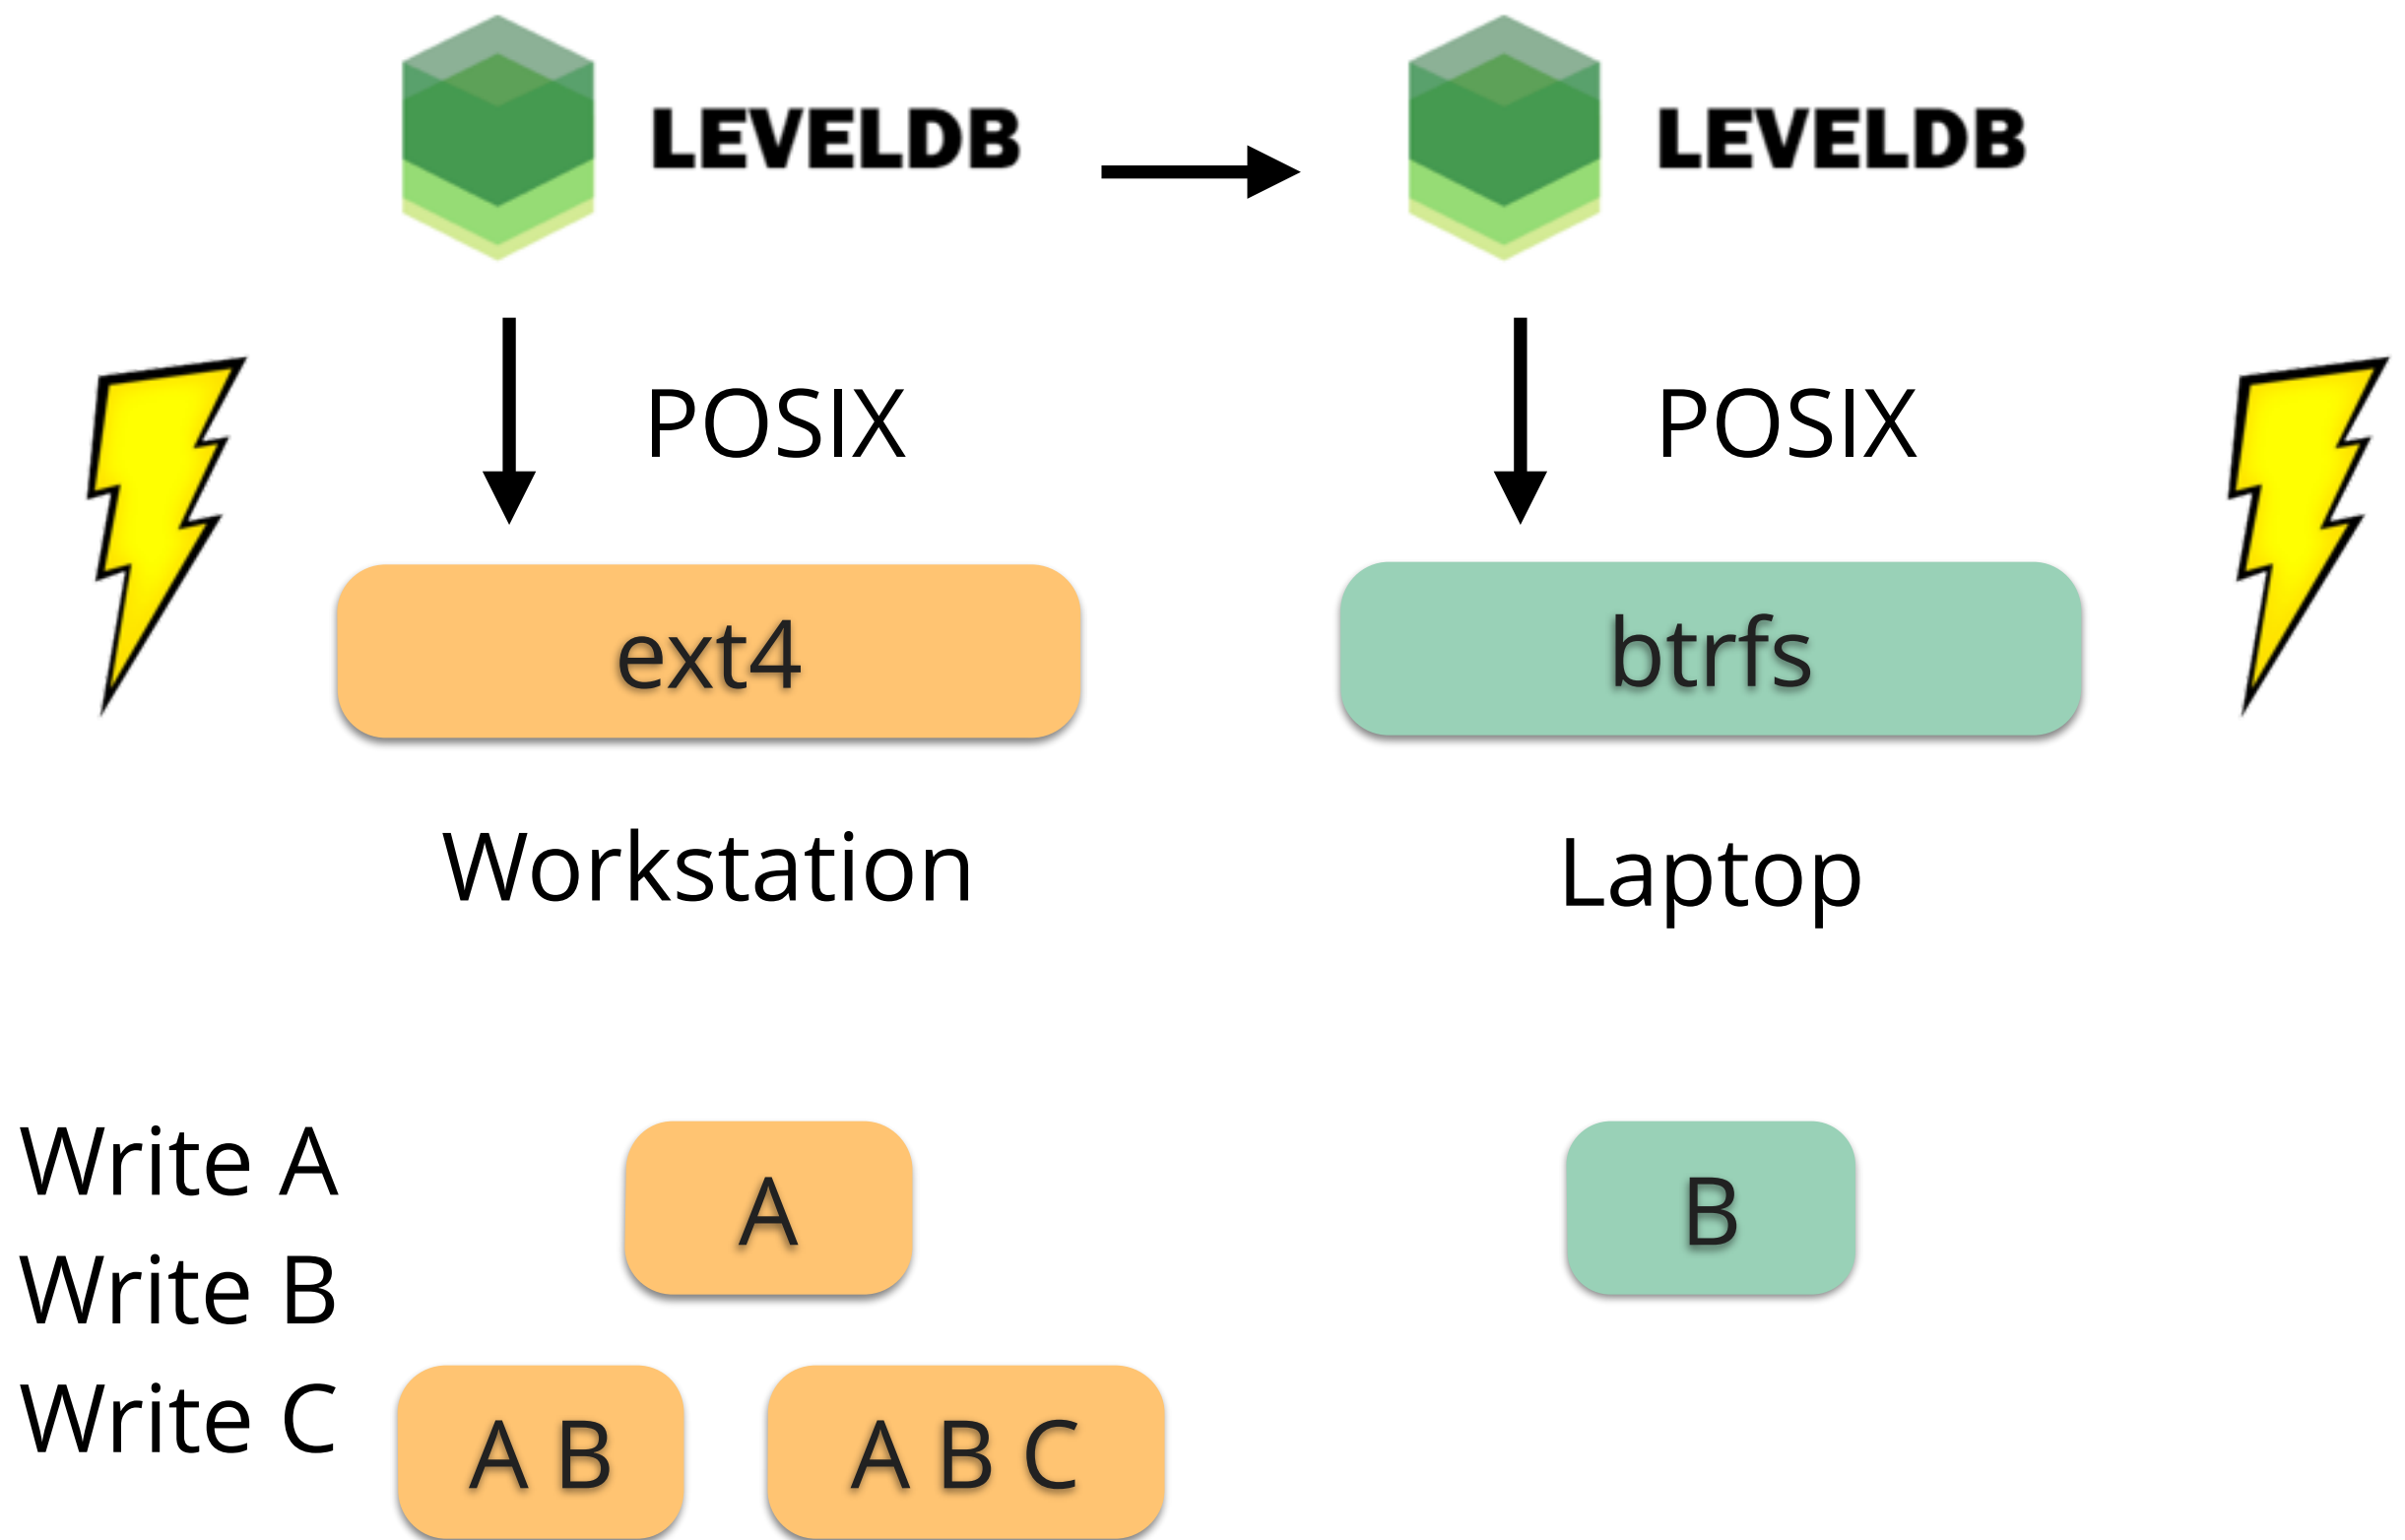 LEVELDB
LEVELDB
POSIX
POSIX
ext4
btrfs
Workstation
Laptop
Write A
Write B
Write C
A
B
A B
A B C